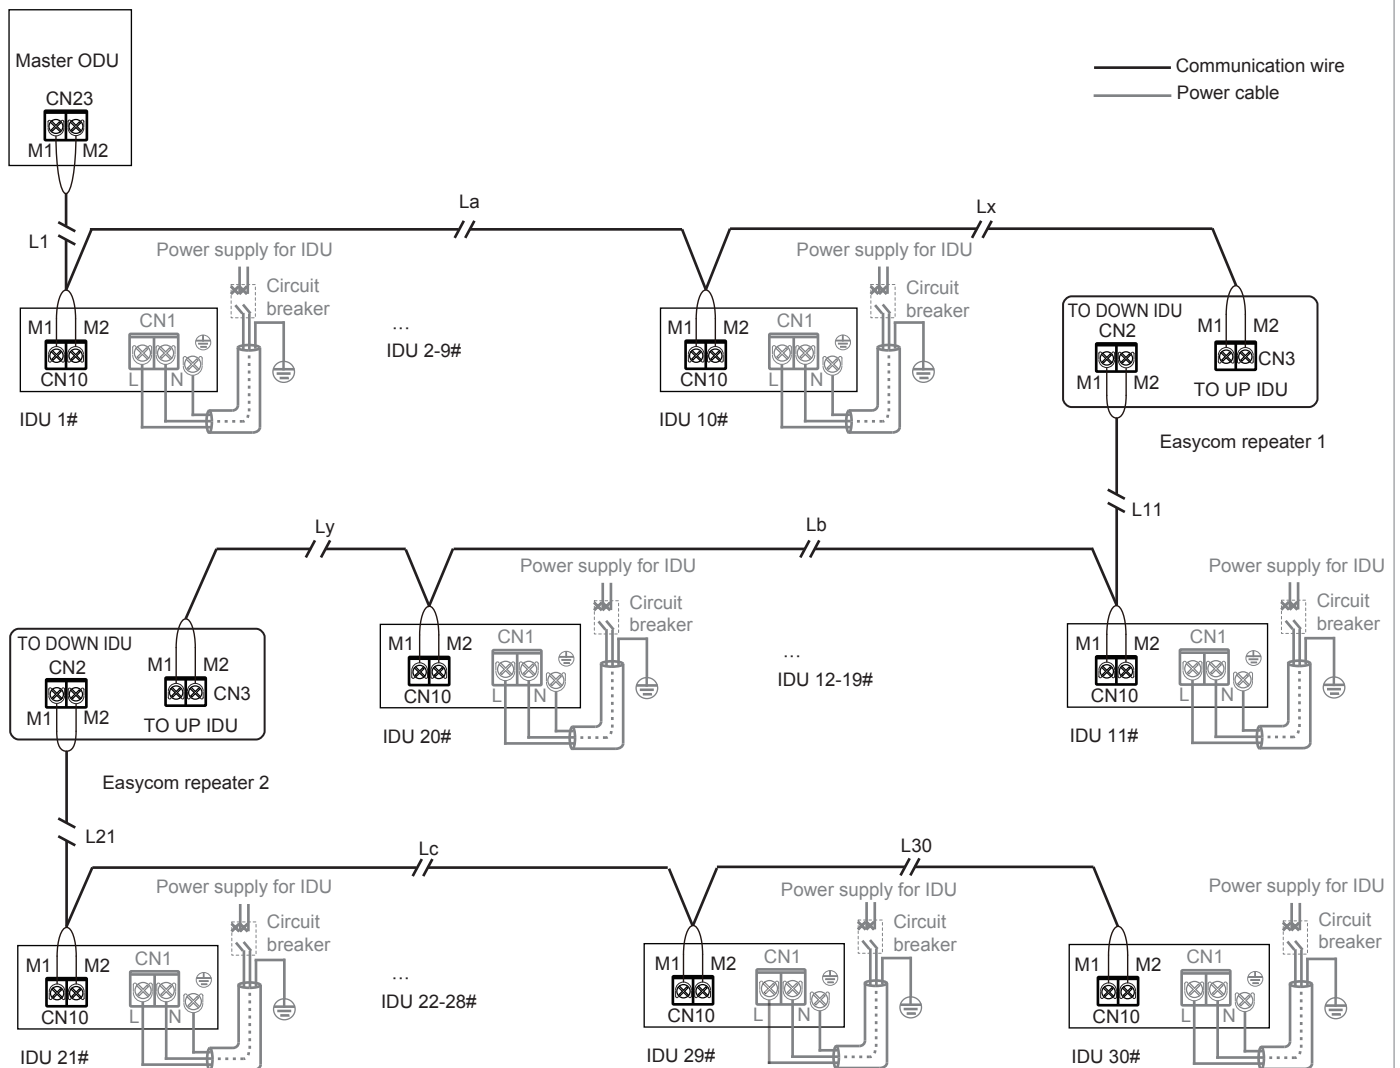 Master ODU
CN23
M1 M2
Communication wire
Power cable
L1
La
Lx
Power supply for IDU
Circuit
breaker
M1 M2
CN1
CN10
L N
IDU 1#
...
IDU 2-9#
Power supply for IDU
Circuit
breaker
M1 M2
CN1
CN10
L N
IDU 10#
TO DOWN IDU
CN2
M1 M2
M1 M2
CN3
TO UP IDU
Easycom repeater 1
L11
Ly
Lb
TO DOWN IDU
CN2
M1 M2
M1 M2
CN3
TO UP IDU
Easycom repeater 2
Power supply for IDU
Circuit
breaker
M1 M2
CN1
CN10
L N
IDU 20#
...
IDU 12-19#
Power supply for IDU
Circuit
breaker
M1 M2
CN1
CN10
L N
IDU 11#
L21
Lc
L30
Power supply for IDU
Circuit
breaker
M1 M2
CN1
CN10
L N
IDU 21#
...
IDU 22-28#
Power supply for IDU
Circuit
breaker
M1 M2
CN1
CN10
L N
IDU 29#
Power supply for IDU
Circuit
breaker
M1 M2
CN1
CN10
L N
IDU 30#